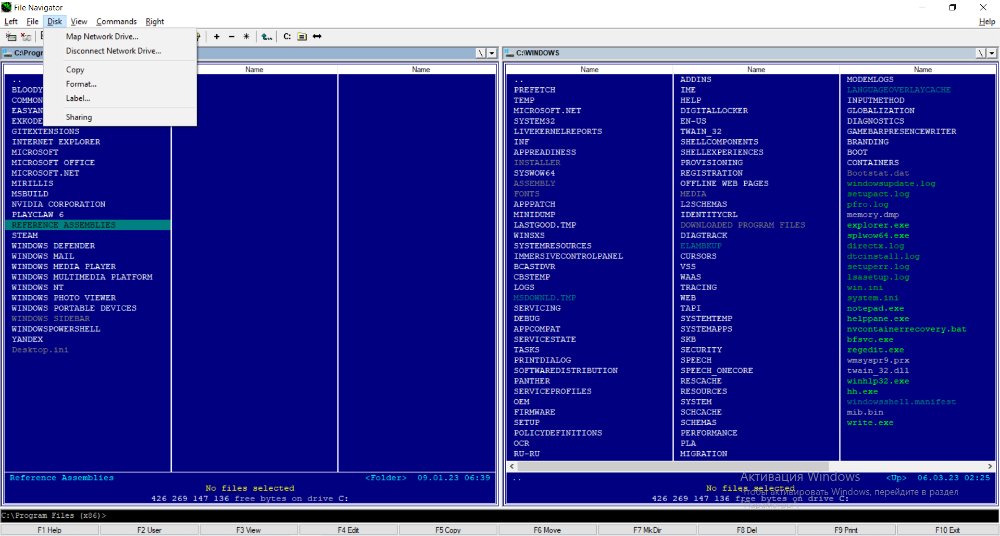 File Navigator
Left File Disk View Commands Right Help
Map Network Drive...
Disconnect Network Drive...
Copy
Format...
Label...
Sharing
+ - * C:
C:\Progr
\
Name
Name
..
BLOODY
COMMON
EASYAN
EXKODE
GITEXTENSIONS
INTERNET EXPLORER
MICROSOFT
MICROSOFT OFFICE
MICROSOFT.NET
MIRILLIS
MSBUILD
NVIDIA CORPORATION
PLAYCLAW 6
REFERENCE ASSEMBLIES
STEAM
WINDOWS DEFENDER
WINDOWS MAIL
WINDOWS MEDIA PLAYER
WINDOWS MULTIMEDIA PLATFORM
WINDOWS NT
WINDOWS PHOTO VIEWER
WINDOWS PORTABLE DEVICES
WINDOWS SIDEBAR
WINDOWSPOWERSHELL
YANDEX
Desktop.ini
Reference Assemblies <Folder> 09.01.23 06:39
No files selected
426 269 147 136 free bytes on drive C:
C:\WINDOWS
\
Name
..
PREFETCH
TEMP
MICROSOFT.NET
SYSTEM32
LIVEKERNELREPORTS
INF
APPREADINESS
INSTALLER
SYSWOW64
ASSEMBLY
FONTS
APPPATCH
MINIDUMP
LASTGOOD.TMP
WINSXS
SYSTEMRESOURCES
IMMERSIVECONTROLPANEL
BCASTDVR
CBSTEMP
LOGS
MSDOWNLD.TMP
SERVICING
DEBUG
APPCOMPAT
SERVICESTATE
TASKS
PRINTDIALOG
SOFTWAREDISTRIBUTION
PANTHER
SERVICEPROFILES
OEM
FIRMWARE
SETUP
POLICYDEFINITIONS
OCR
RU-RU
Name
ADDINS
IME
HELP
DIGITALLOCKER
EN-US
TWAIN_32
SHELLCOMPONENTS
SHELLEXPERIENCES
PROVISIONING
REGISTRATION
OFFLINE WEB PAGES
MEDIA
L2SCHEMAS
IDENTITYCRL
DOWNLOADED PROGRAM FILES
DIAGTRACK
ELAMBKUP
CURSORS
VSS
WAAS
TRACING
WEB
TAPI
SYSTEMTEMP
SYSTEMAPPS
SKB
SECURITY
SPEECH
SPEECH_ONECORE
RESCACHE
RESOURCES
SYSTEM
SCHCACHE
SCHEMAS
PERFORMANCE
PLA
MIGRATION
Name
MODEMLOGS
LANGUAGEOVERLAYCACHE
INPUTMETHOD
GLOBALIZATION
DIAGNOSTICS
GAMEBARPRESENCEWRITER
BRANDING
BOOT
CONTAINERS
Bootstat.dat
windowsupdate.log
setupact.log
pfro.log
memory.dmp
explorer.exe
splwow64.exe
directx.log
dtcinstall.log
setuperr.log
lsasetup.log
win.ini
system.ini
notepad.exe
helppane.exe
nvcontainerrecovery.bat
bfsvc.exe
regedit.exe
wmsyspr9.prx
twain_32.dll
winhlp32.exe
hh.exe
windowsshell.manifest
mib.bin
write.exe
.. <Up> 06.03.23 02:25
No files selected
426 269 147 136 free bytes on drive C:
Активация Windows
Чтобы активировать Windows, перейдите в раздел
"Параметры".
C:\Program Files (x86)>
F1 Help F2 User F3 View F4 Edit F5 Copy F6 Move F7 MkDir F8 Del F9 Print F10 Exit